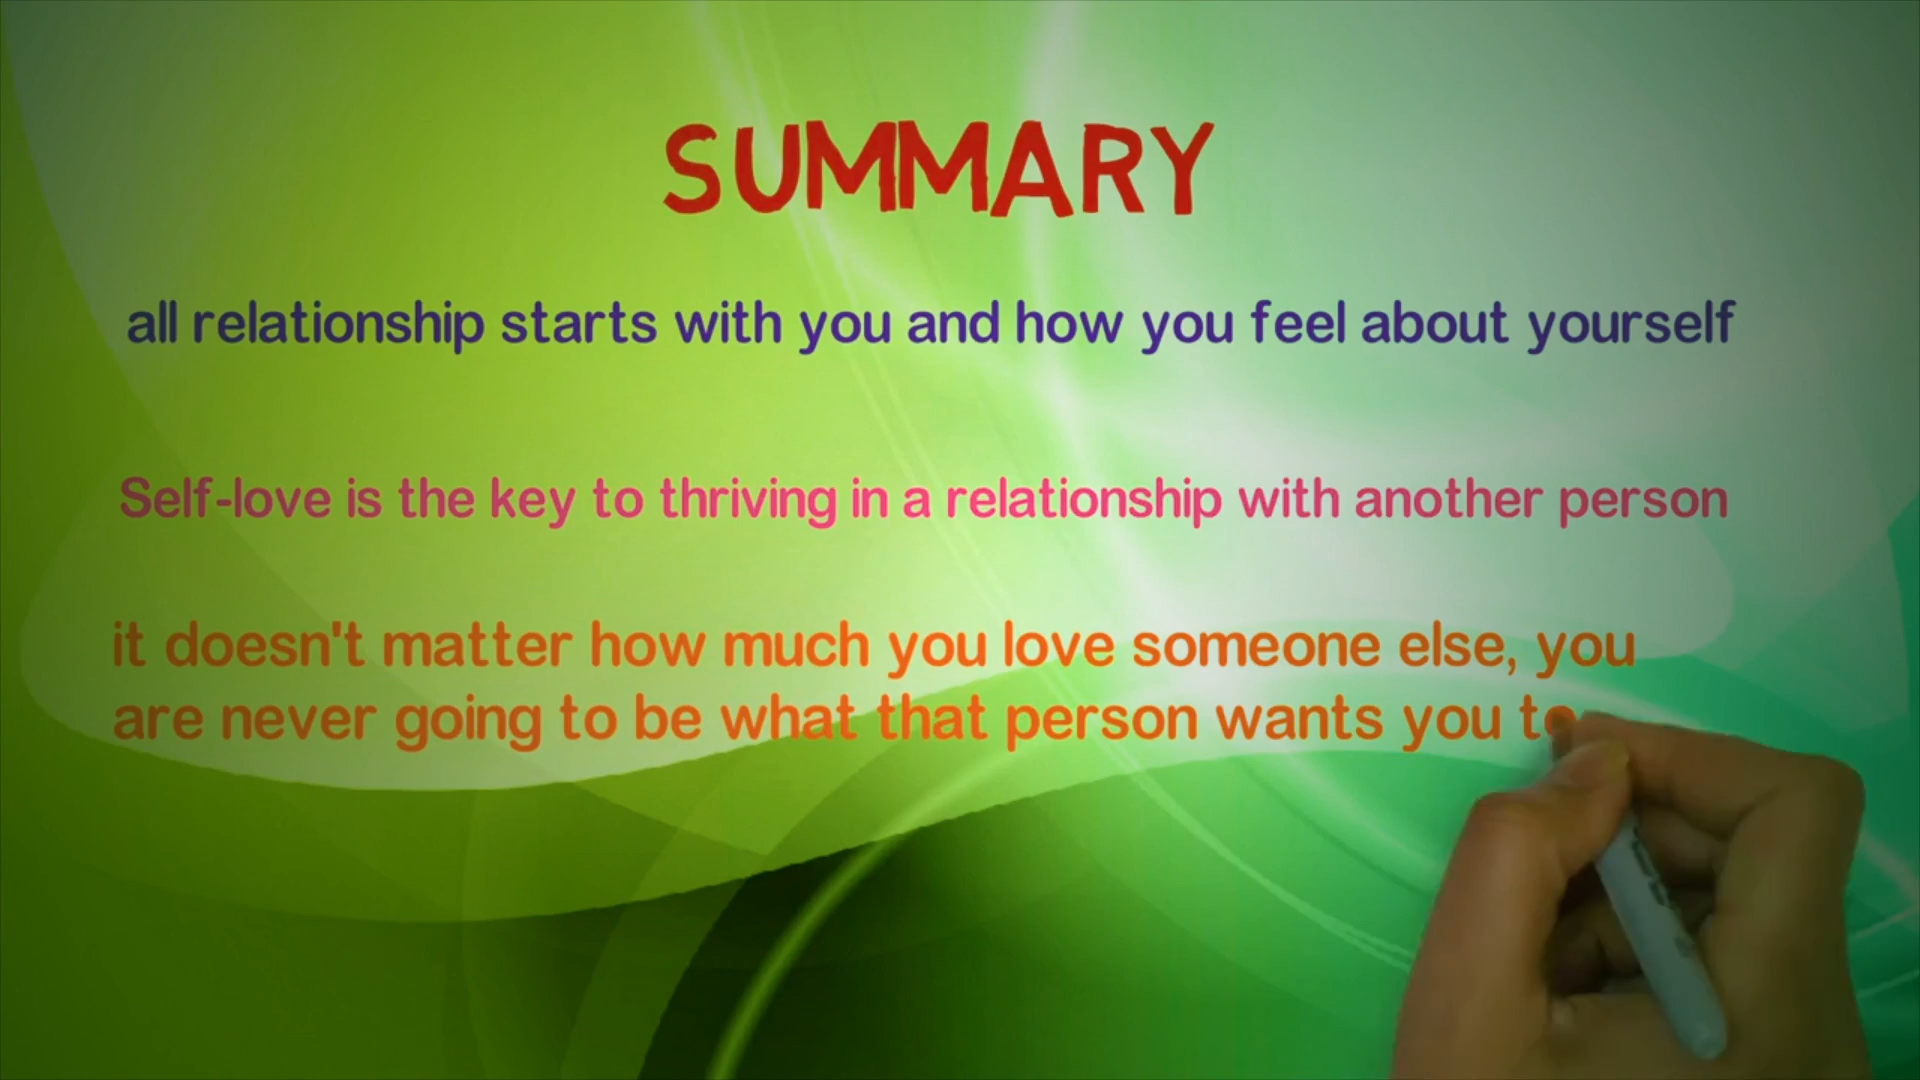 SUMMARY
all relationship starts with you and how you feel about yourself
Self-love is the key to thriving in a relationship with another person
it doesn't matter how much you love someone else, you
are never going to be what that person wants you to